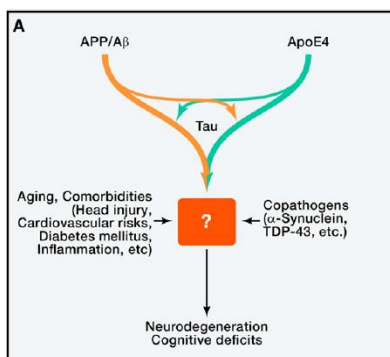 A
APP/Aβ
ApoE4
Tau
Aging, Comorbidities
(Head injury,
Cardiovascular risks,
Diabetes mellitus,
Inflammation, etc)
?
Copathogens
(α-Synuclein,
TDP-43, etc.)
Neurodegeneration
Cognitive deficits